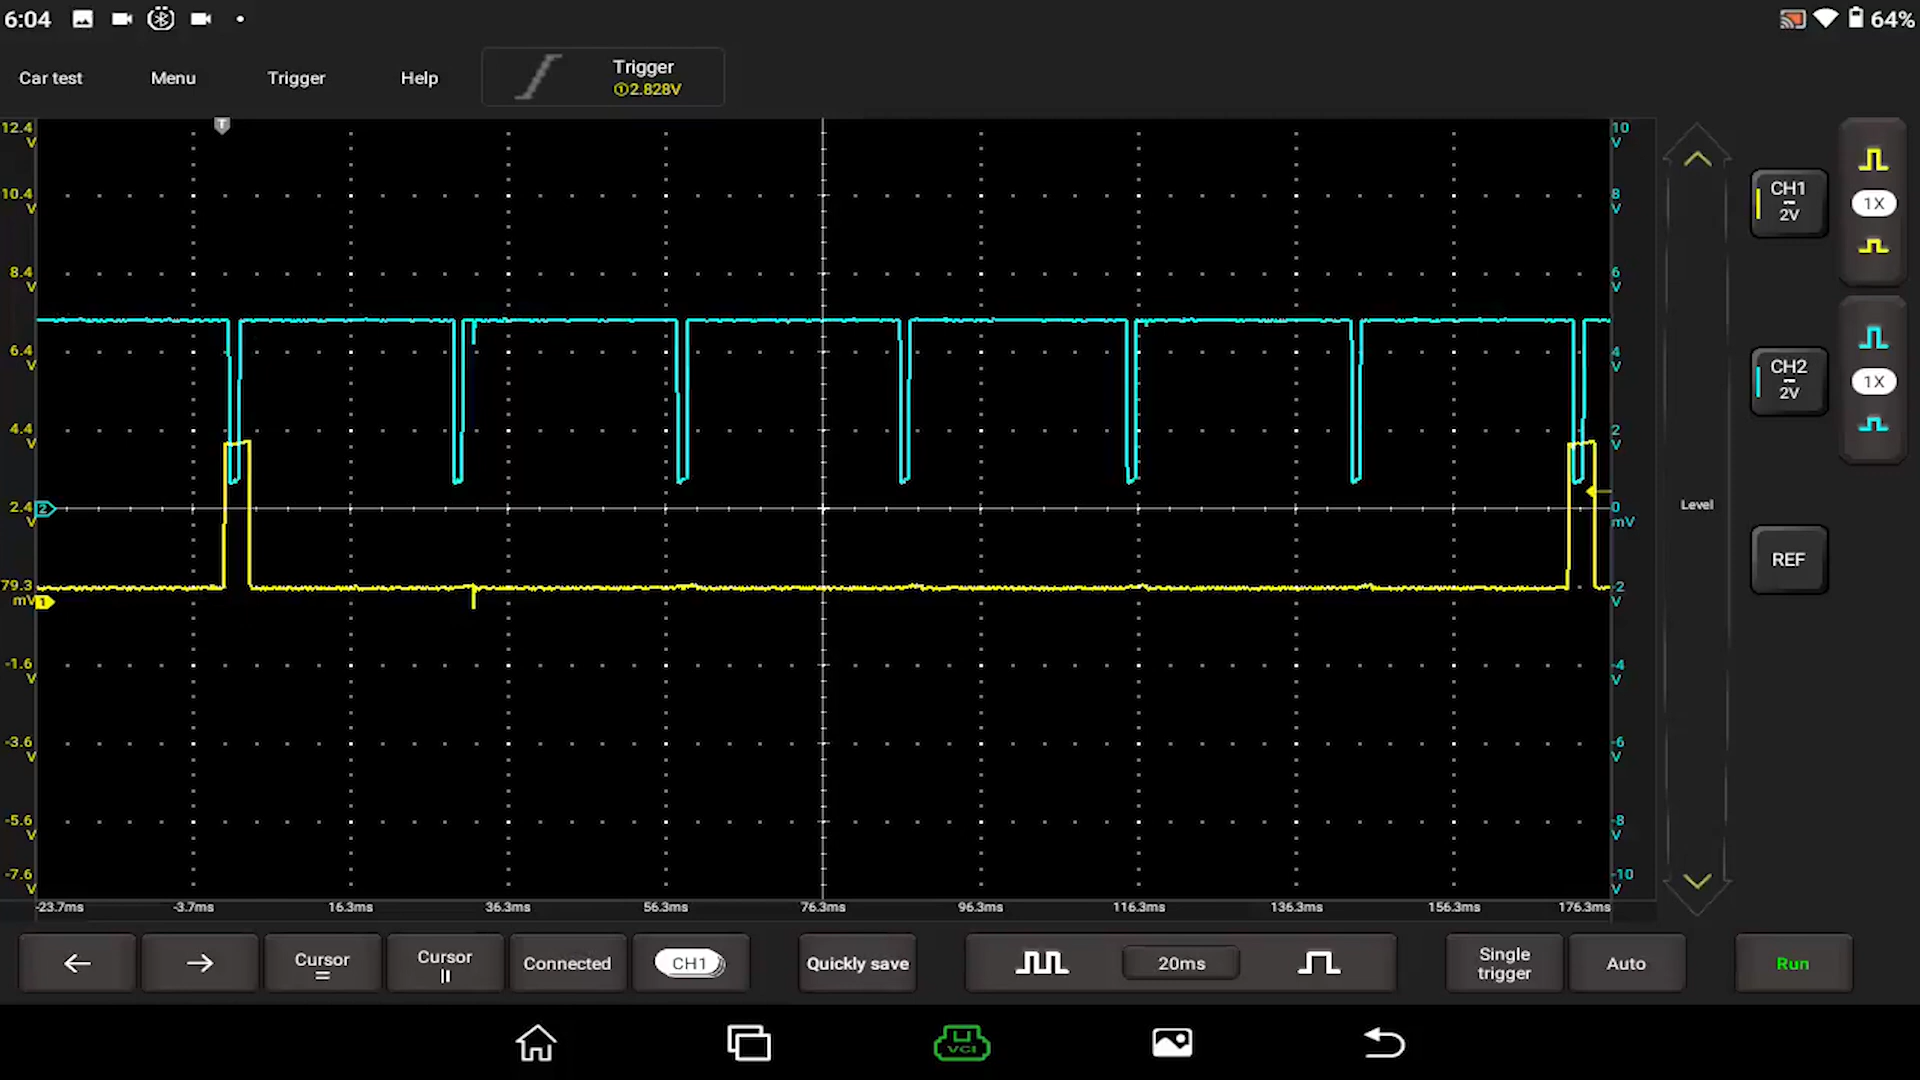 6:04
64%
Car test
Menu
Trigger
Help
Trigger
①2.828V
T
12.4
V
10.4
V
8.4
V
6.4
V
4.4
V
2.4
V
79.3
mV
-1.6
V
-3.6
V
-5.6
V
-7.6
V
2
1
10
V
8
V
6
V
4
V
2
V
0
mV
-2
V
-4
V
-6
V
-8
V
-10
V
-23.7ms
-3.7ms
16.3ms
36.3ms
56.3ms
76.3ms
96.3ms
116.3ms
136.3ms
156.3ms
176.3ms
Level
CH1
2V
1X
CH2
2V
1X
REF
Cursor
Cursor
Connected
CH1
Quickly save
20ms
Single
trigger
Auto
Run
VCI